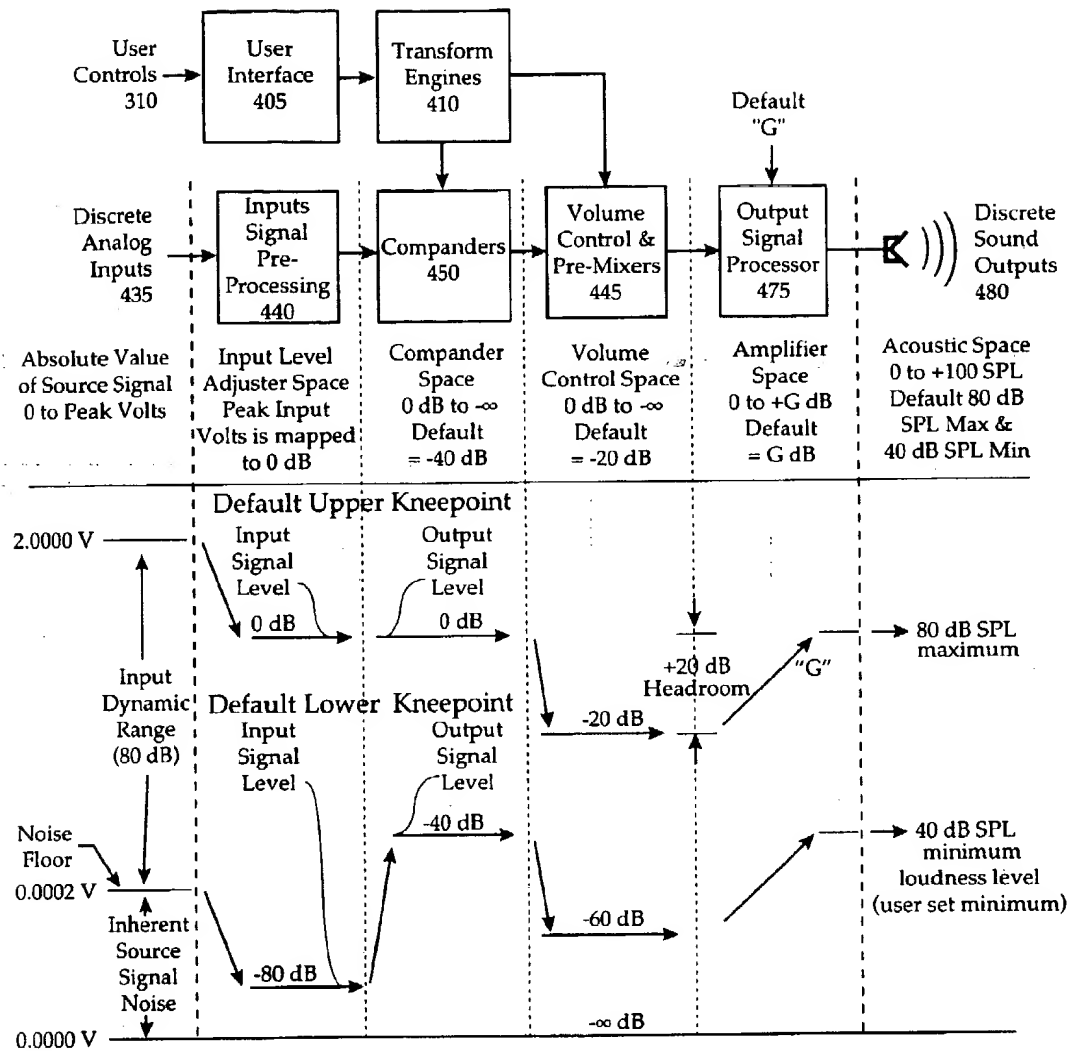 User
Controls
310
User
Interface
405
Transform
Engines
410
Default
"G"
Discrete
Analog
Inputs
435
Inputs
Signal
Pre-
Processing
440
Companders
450
Volume
Control &
Pre-Mixers
445
Output
Signal
Processor
475
Discrete
Sound
Outputs
480
Absolute Value
of Source Signal
0 to Peak Volts
Input Level
Adjuster Space
Peak Input
Volts is mapped
to 0 dB
Compander
Space
0 dB to -∞
Default
= -40 dB
Volume
Control Space
0 dB to -∞
Default
= -20 dB
Amplifier
Space
0 to +G dB
Default
= G dB
Acoustic Space
0 to +100 SPL
Default 80 dB
SPL Max &
40 dB SPL Min
Default Upper Kneepoint
2.0000 V
Input
Signal
Level
0 dB
Output
Signal
Level
0 dB
+20 dB
Headroom
"G"
80 dB SPL
maximum
Input
Dynamic
Range
(80 dB)
Default Lower Kneepoint
Input
Signal
Level
Output
Signal
Level
-40 dB
-20 dB
Noise
Floor
0.0002 V
40 dB SPL
minimum
loudness level
(user set minimum)
-60 dB
Inherent
Source
Signal
Noise
-80 dB
-∞ dB
0.0000 V